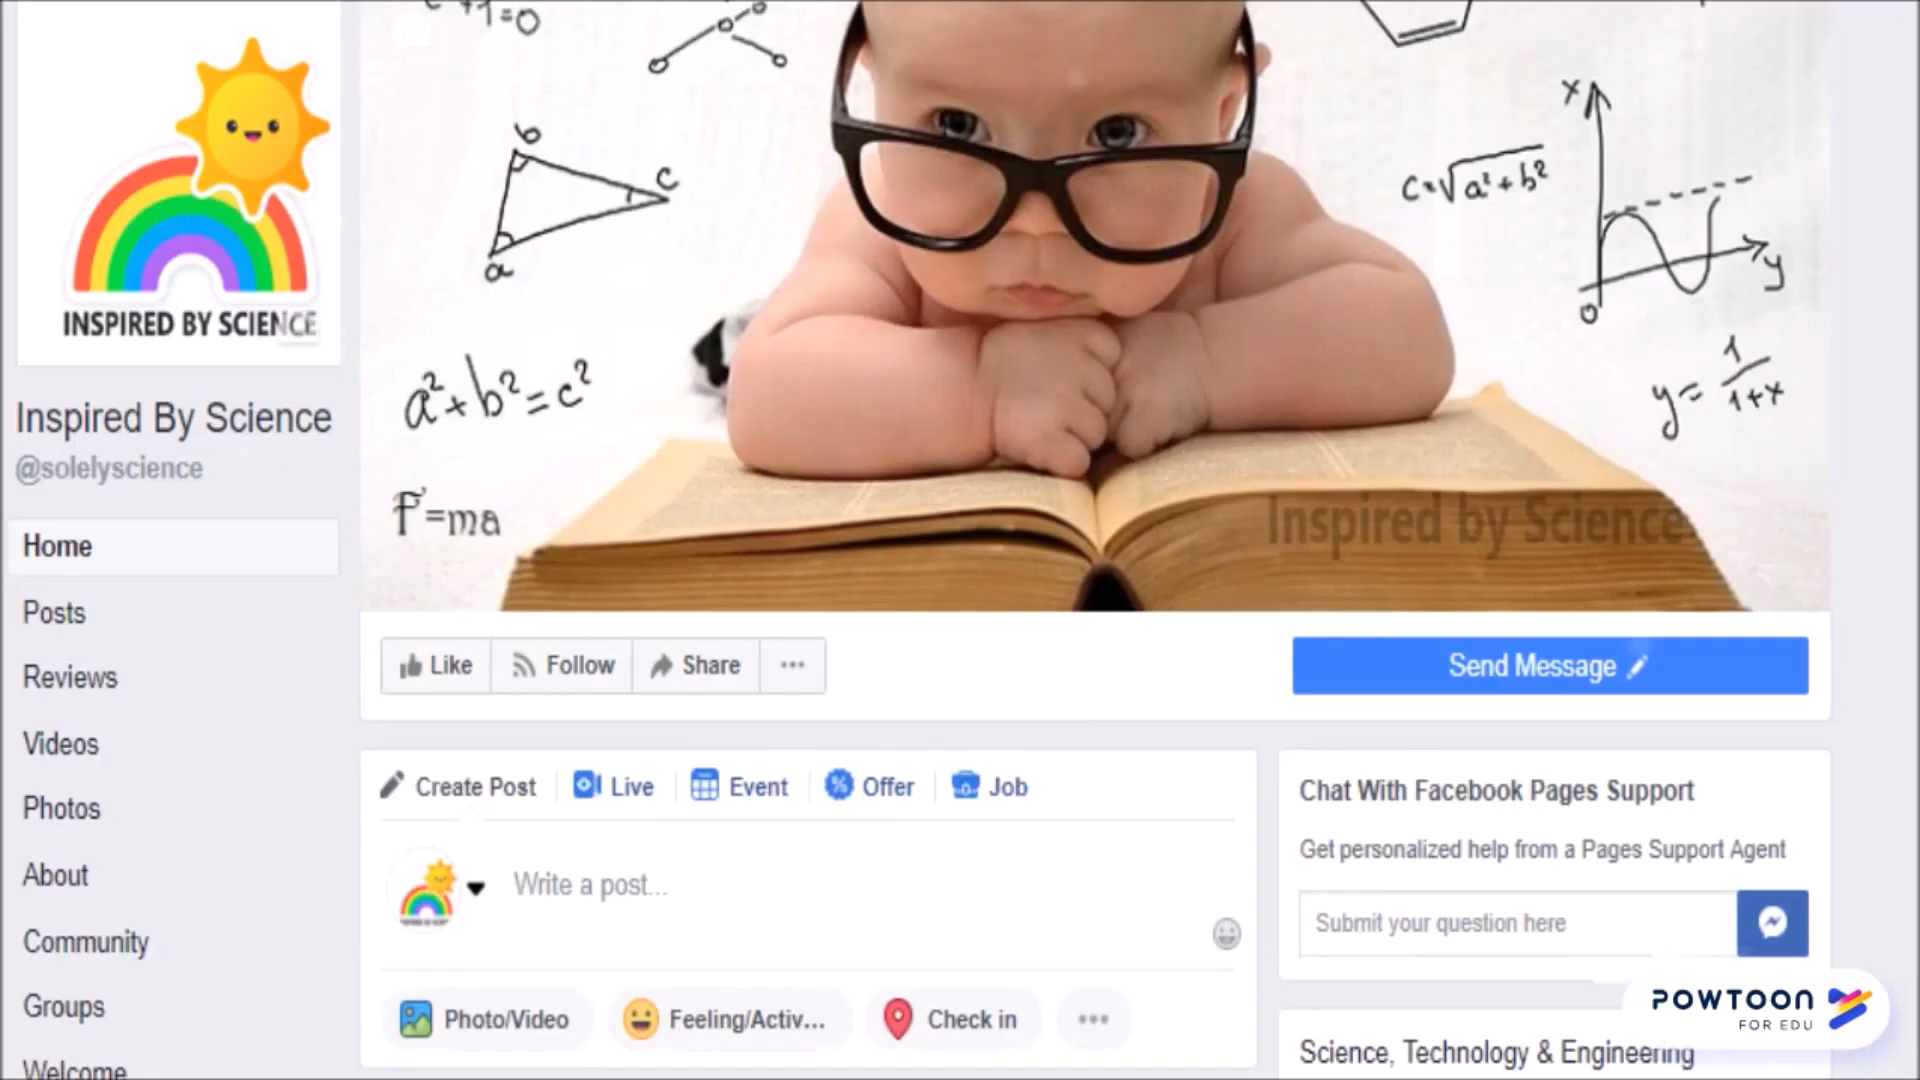 INSPIRED BY SCIENCE
Inspired By Science
@solelyscience
Home
Posts
Reviews
Videos
Photos
About
Community
Groups
Welcome
b
c
a
a²+b²=c²
F=ma
c=√a²+b²
x
y
0
y=1/1+x
Inspired by Science
Like
Follow
Share
Send Message
Create Post
Live
Event
Offer
Job
Write a post...
Photo/Video
Feeling/Activ...
Check in
Chat With Facebook Pages Support
Get personalized help from a Pages Support Agent
Submit your question here
Science, Technology & Engineering
POWTOON
FOR EDU